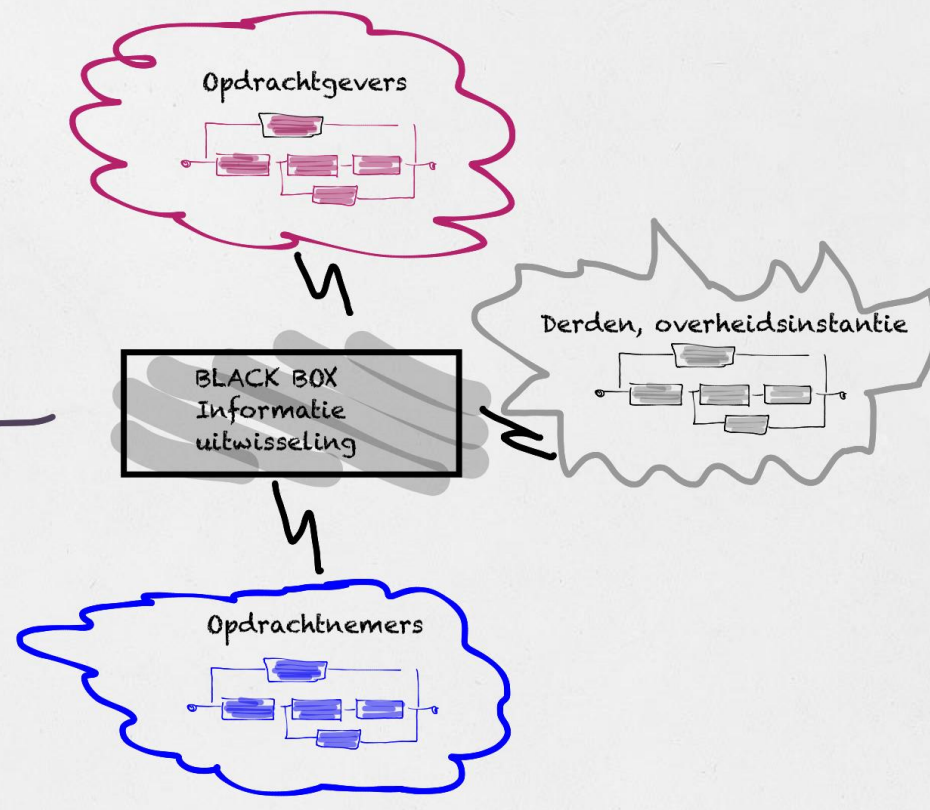 Opdrachtgevers
Derden, overheidsinstantie
BLACK BOX
Informatie
uitwisseling
Opdrachtnemers